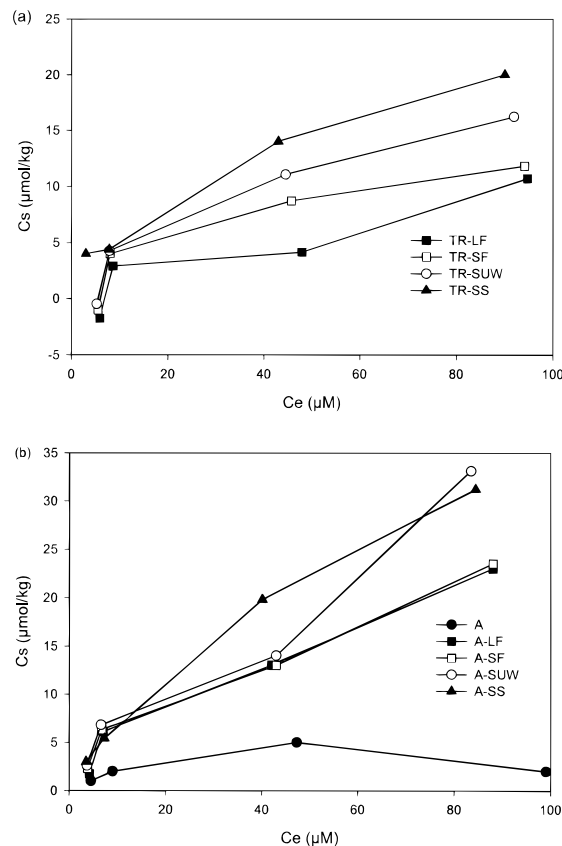 (a)
25
20
15
10
5
0
-5
Cs (µmol/kg)
TR-LF
TR-SF
TR-SUW
TR-SS
0 20 40 60 80 100
Ce (µM)
(b)
35
30
25
20
15
10
5
0
Cs (µmol/kg)
A
A-LF
A-SF
A-SUW
A-SS
0 20 40 60 80 100
Ce (µM)